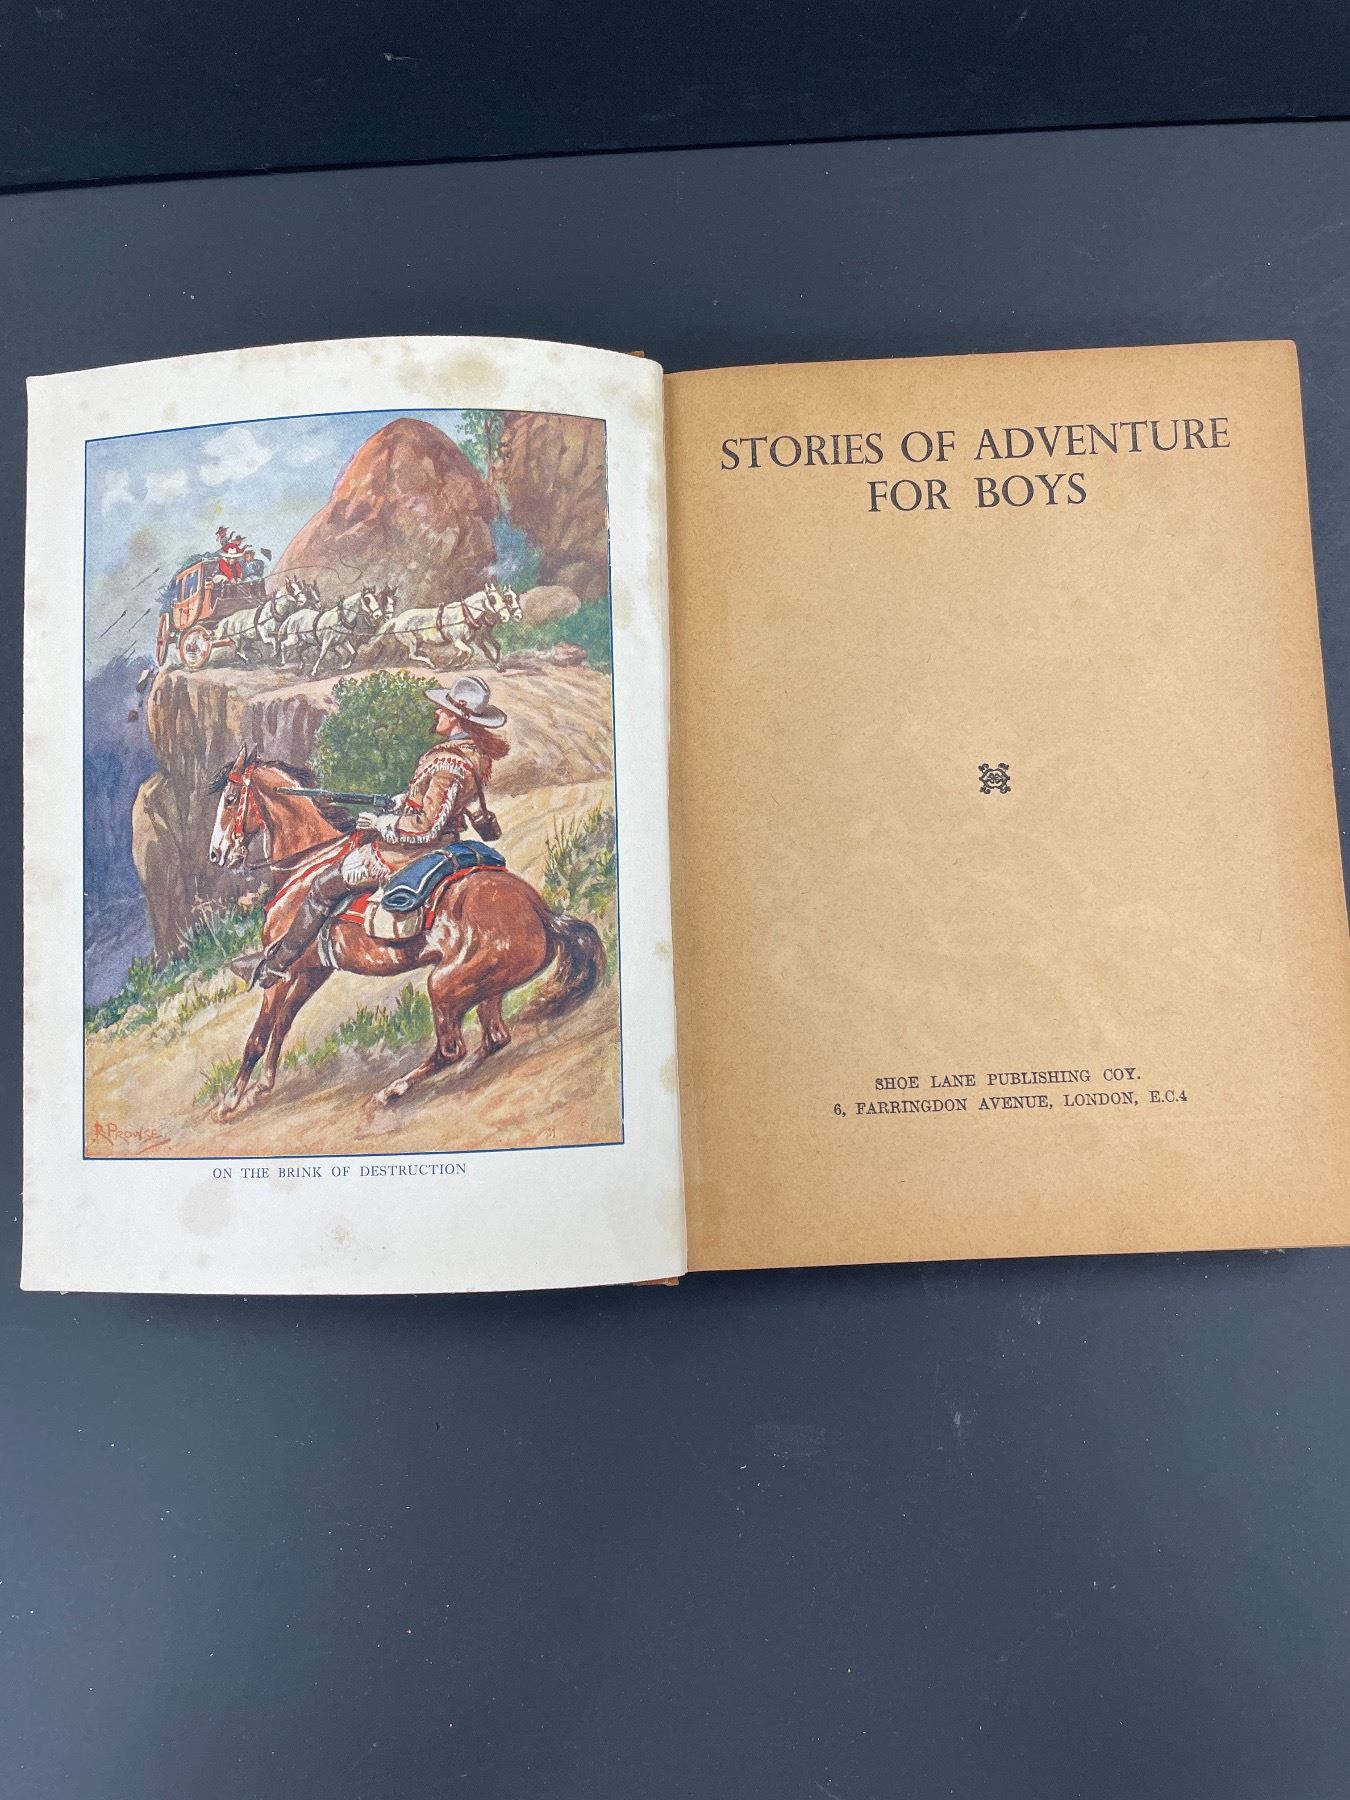 R. PROWSE
31
ON THE BRINK OF DESTRUCTION
STORIES OF ADVENTURE
FOR BOYS
SHOE LANE PUBLISHING COY.
6, FARRINGDON AVENUE, LONDON, E.C.4